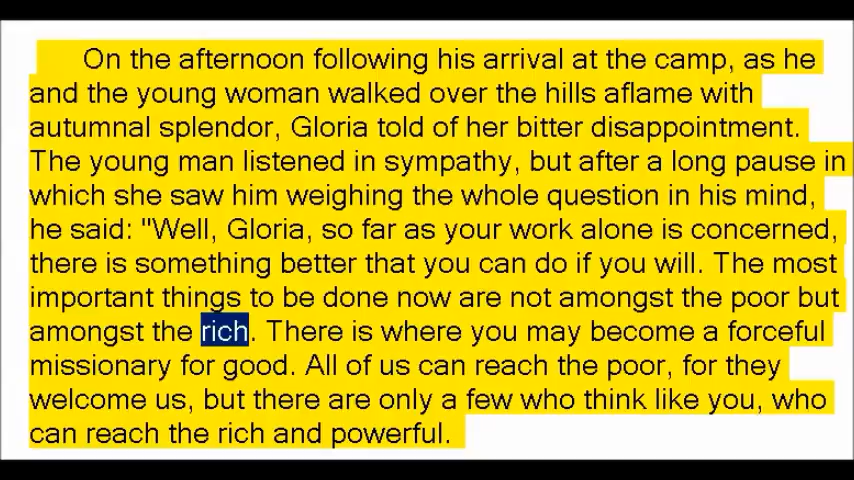 On the afternoon following his arrival at the camp, as he
and the young woman walked over the hills aflame with
autumnal splendor, Gloria told of her bitter disappointment.
The young man listened in sympathy, but after a long pause in
which she saw him weighing the whole question in his mind,
he said: "Well, Gloria, so far as your work alone is concerned,
there is something better that you can do if you will. The most
important things to be done now are not amongst the poor but
amongst the rich. There is where you may become a forceful
missionary for good. All of us can reach the poor, for they
welcome us, but there are only a few who think like you, who
can reach the rich and powerful.